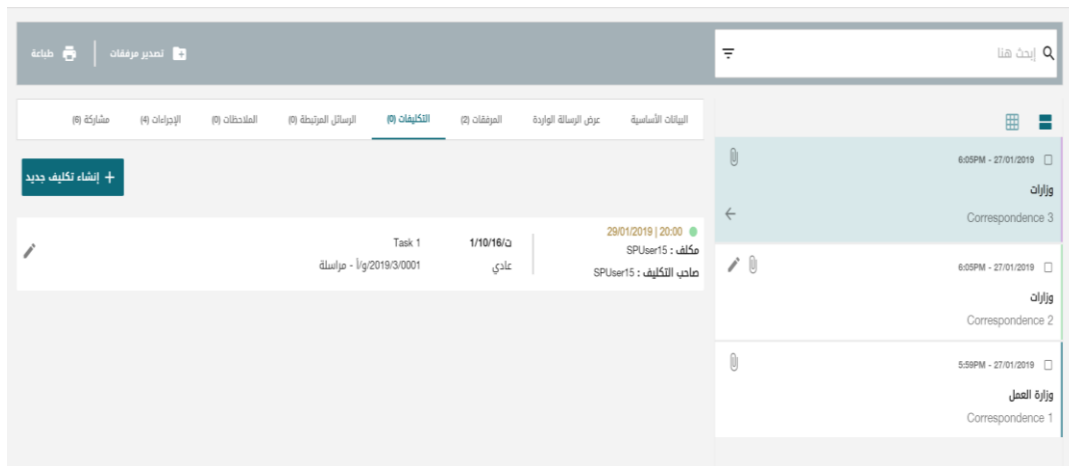 إبحث هنا
تصدير مرفقات
طباعة
6:05PM - 27/01/2019
وزارات
Correspondence 3
6:05PM - 27/01/2019
وزارات
Correspondence 2
5:59PM - 27/01/2019
وزارة العمل
Correspondence 1
البيانات الأساسية
عرض الرسالة الواردة
المرفقات (2)
التكليفات (0)
الرسائل المرتبطة (0)
الملاحظات (0)
الإجراءات (4)
مشاركة (6)
+ إنشاء تكليف جديد
29/01/2019 | 20:00
مكلف : SPUser15
صاحب التكليف : SPUser15
ت/1/10/16
عادي
Task 1
2019/3/0001/و/أ - مراسلة